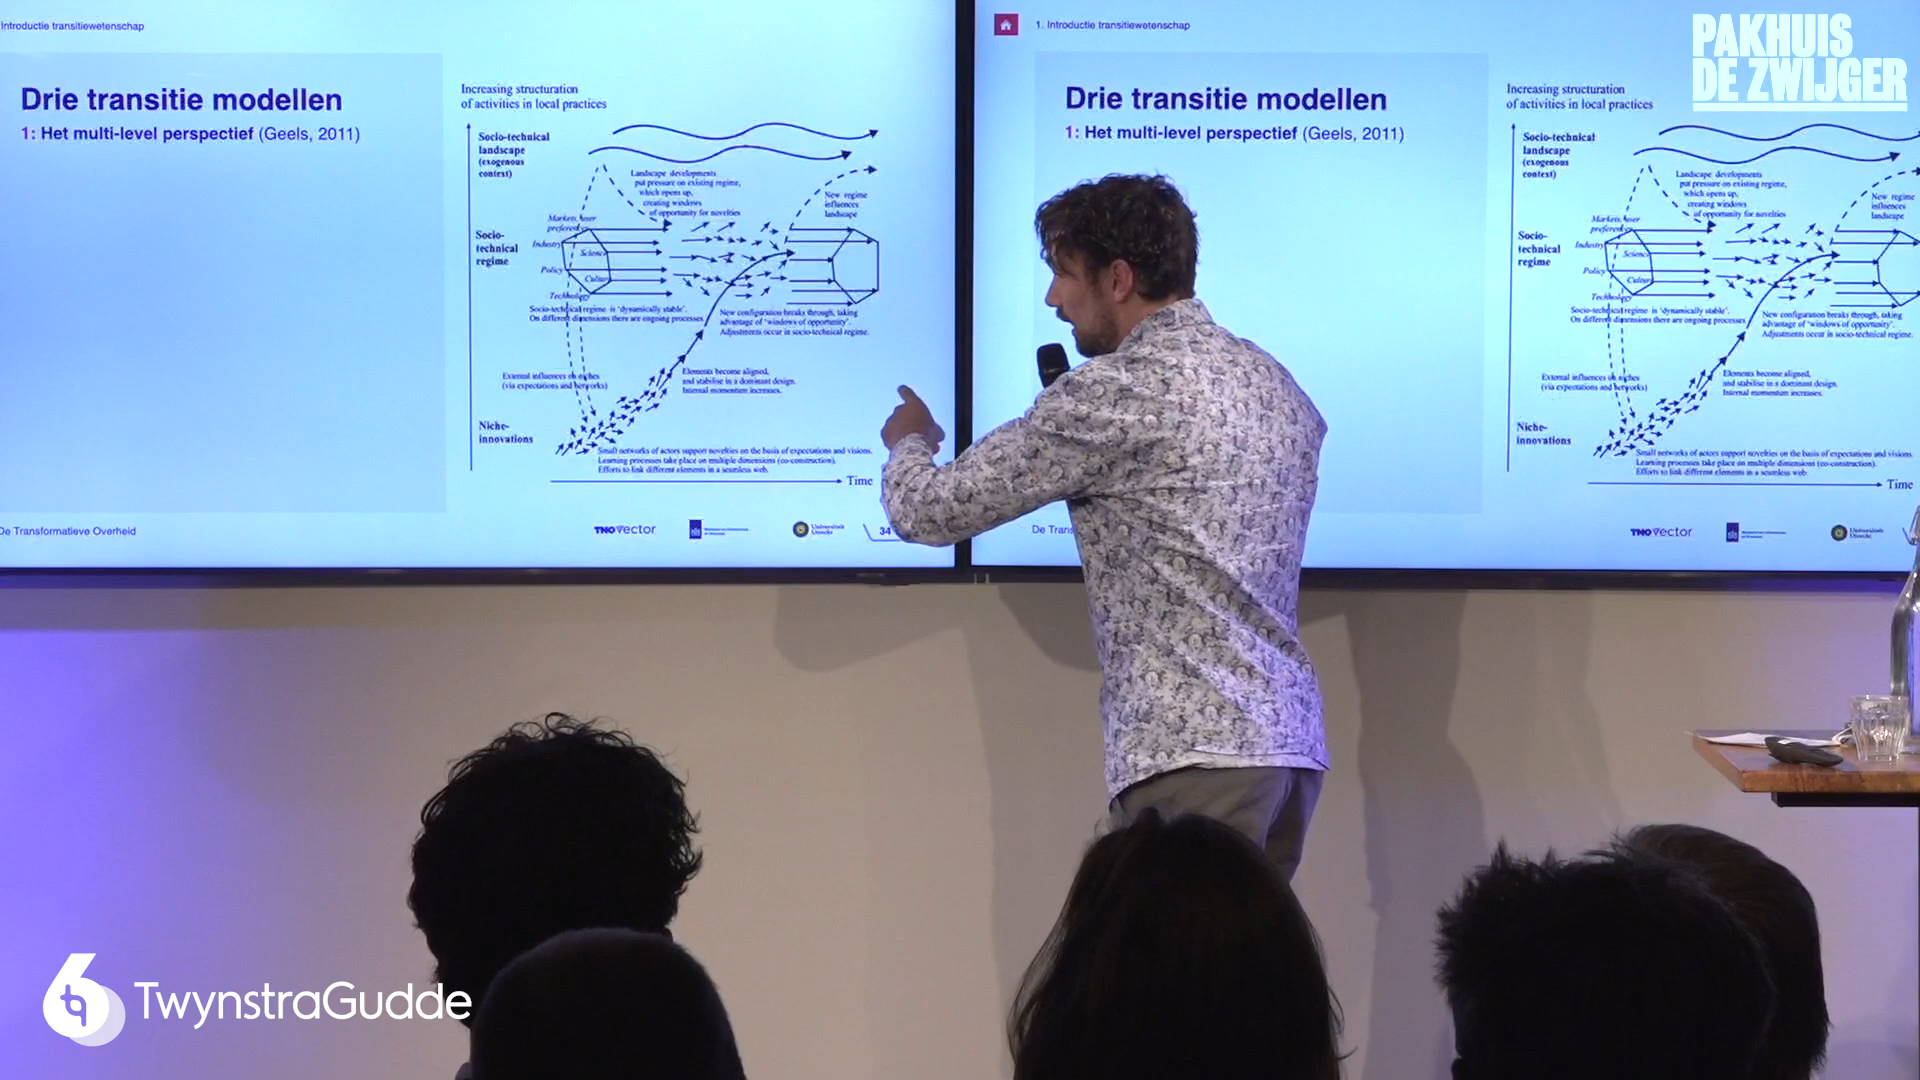 Introductie transitiewetenschap
Drie transitie modellen
1: Het multi-level perspectief (Geels, 2011)
Increasing structuration
of activities in local practices
Socio-technical
landscape
(exogenous
context)
Landscape developments
put pressure on existing regime,
which opens up,
creating windows
of opportunity for novelties
New regime
influences
landscape
Markets, user
preferences
Socio-
technical
regime
Industry
Science
Policy
Culture
Technology
Socio-technical regime is 'dynamically stable'.
On different dimensions there are ongoing processes
New configuration breaks through, taking
advantage of 'windows of opportunity'.
Adjustments occur in socio-technical regime.
External influences on niches
(via expectations and networks)
Elements become aligned,
and stabilise in a dominant design.
Internal momentum increases.
Niche-
innovations
Small networks of actors support novelties on the basis of expectations and visions.
Learning processes take place on multiple dimensions (co-construction).
Efforts to link different elements in a seamless web.
Time
De Transformatieve Overheid
TNO Vector
Universiteit
Utrecht
34
1. Introductie transitiewetenschap
Drie transitie modellen
1: Het multi-level perspectief (Geels, 2011)
Increasing structuration
of activities in local practices
Socio-technical
landscape
(exogenous
context)
Landscape developments
put pressure on existing regime,
which opens up,
creating windows
of opportunity for novelties
New regime
influences
landscape
Markets, user
preferences
Socio-
technical
regime
Industry
Science
Policy
Culture
Technology
Socio-technical regime is 'dynamically stable'.
On different dimensions there are ongoing processes
New configuration breaks through, taking
advantage of 'windows of opportunity'.
Adjustments occur in socio-technical regime.
External influences on niches
(via expectations and networks)
Elements become aligned,
and stabilise in a dominant design.
Internal momentum increases.
Niche-
innovations
Small networks of actors support novelties on the basis of expectations and visions.
Learning processes take place on multiple dimensions (co-construction).
Efforts to link different elements in a seamless web.
Time
De Trans
TNO Vector
Universiteit
Utrecht
PAKHUIS
DE ZWIJGER
TwynstraGudde